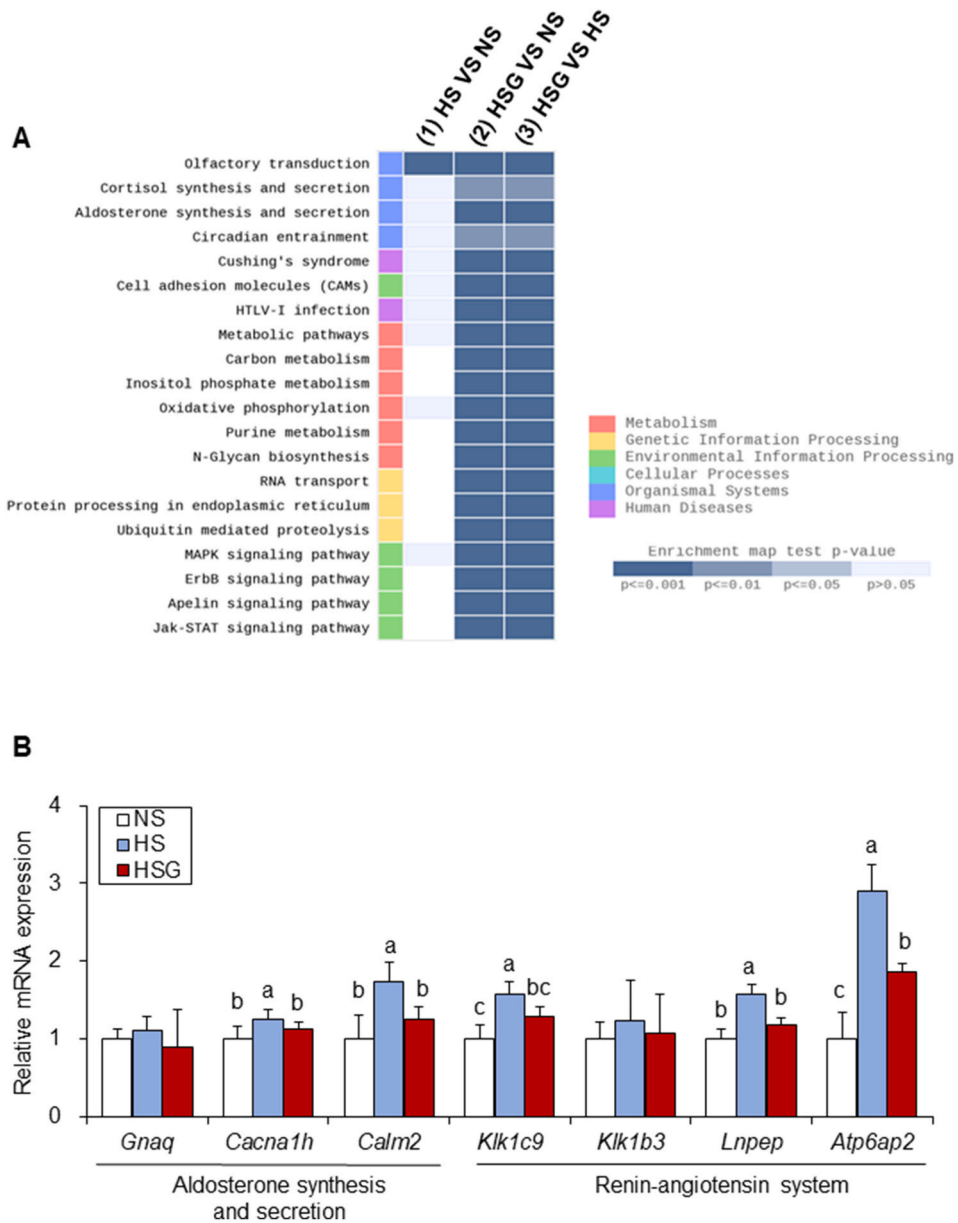 (1) HS VS NS
(2) HSG VS NS
(3) HSG VS HS
A
Olfactory transduction
Cortisol synthesis and secretion
Aldosterone synthesis and secretion
Circadian entrainment
Cushing's syndrome
Cell adhesion molecules (CAMs)
HTLV-I infection
Metabolic pathways
Carbon metabolism
Inositol phosphate metabolism
Oxidative phosphorylation
Purine metabolism
N-Glycan biosynthesis
RNA transport
Protein processing in endoplasmic reticulum
Ubiquitin mediated proteolysis
MAPK signaling pathway
ErbB signaling pathway
Apelin signaling pathway
Jak-STAT signaling pathway
Metabolism
Genetic Information Processing
Environmental Information Processing
Cellular Processes
Organismal Systems
Human Diseases
Enrichment map test p-value
p<=0.001 p<=0.01 p<=0.05 p>0.05
B
Relative mRNA expression
4
3
2
1
0
NS
HS
HSG
b a b
b a b
c a bc
b a b
c a b
Gnaq Cacna1h Calm2 Klk1c9 Klk1b3 Lnpep Atp6ap2
Aldosterone synthesis
and secretion
Renin-angiotensin system